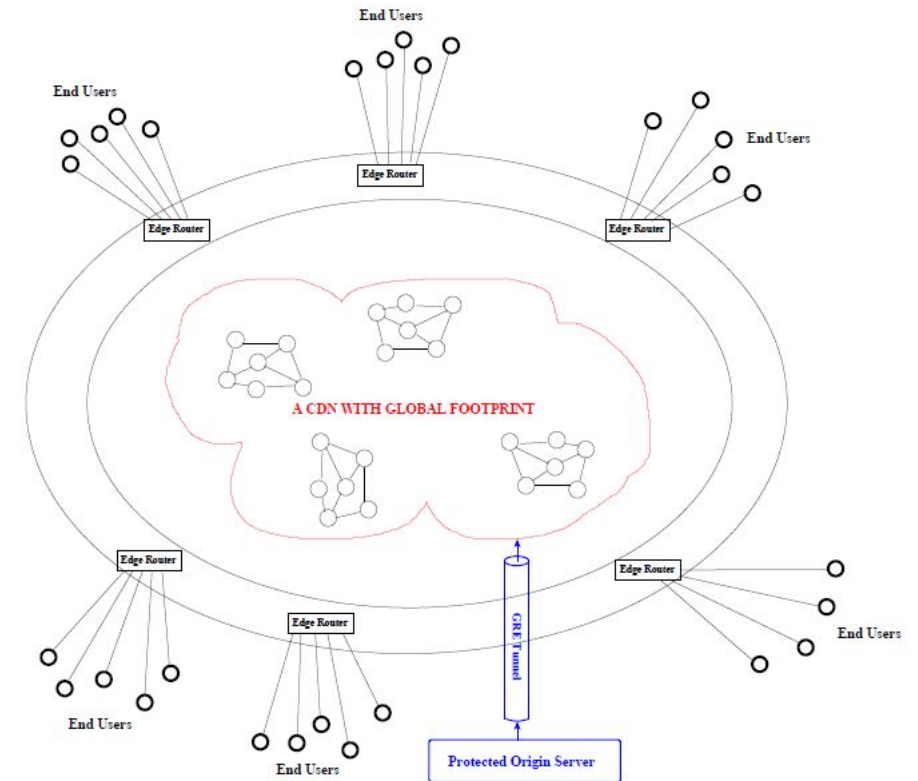 End Users
End Users
End Users
Edge Router
Edge Router
Edge Router
A CDN WITH GLOBAL FOOTPRINT
Edge Router
Edge Router
Edge Router
GRE Tunnel
End Users
End Users
End Users
Protected Origin Server